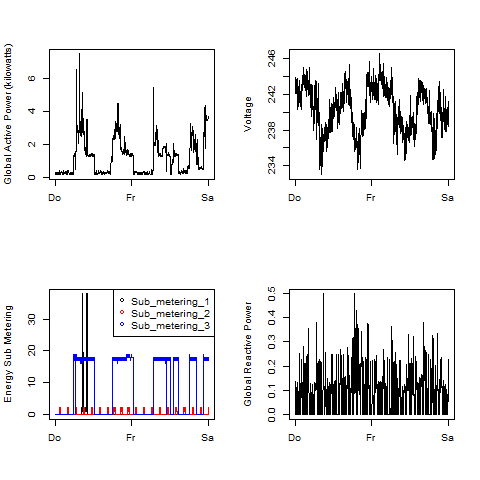 Global Active Power (kilowatts)
0 2 4 6
Do Fr Sa
Voltage
234 238 242 246
Do Fr Sa
Energy Sub Metering
0 10 20 30
Do Fr Sa
Sub_metering_1
Sub_metering_2
Sub_metering_3
Global Reactive Power
0.0 0.1 0.2 0.3 0.4 0.5
Do Fr Sa